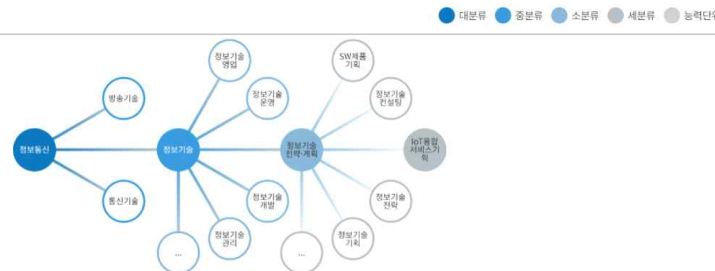 대분류 중분류 소분류 세분류 능력단위
정보기술
영업
SW제품
기획
방송기술
정보기술
운영
정보기술
컨설팅
정보통신
정보기술
정보기술
전략·계획
IoT융합
서비스기
획
통신기술
정보기술
개발
정보기술
전략
정보기술
관리
정보기술
기획
...
...